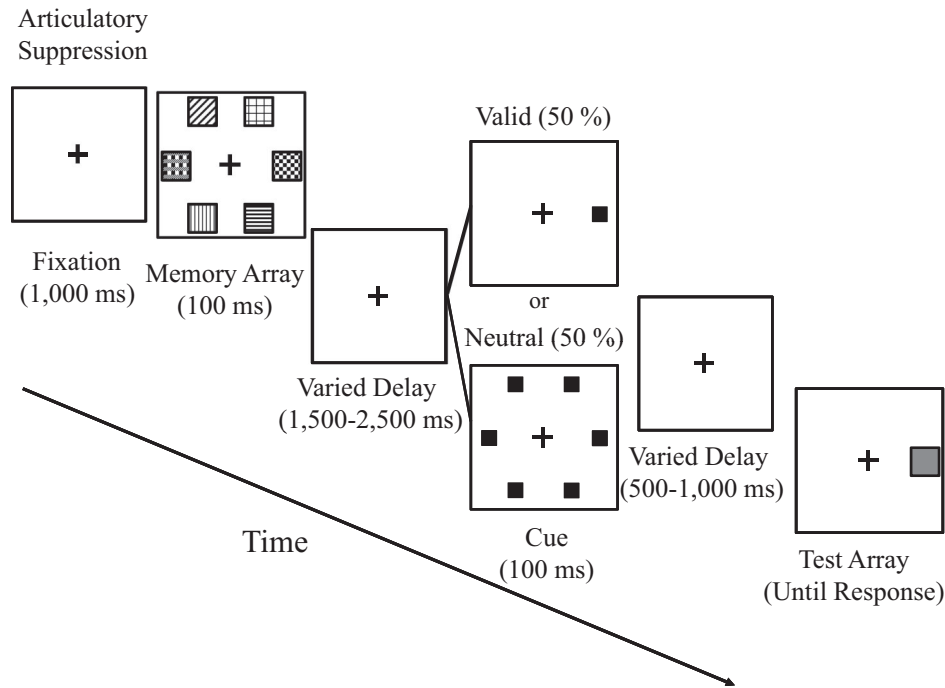 Articulatory
Suppression
Fixation
(1,000 ms)
Memory Array
(100 ms)
Varied Delay
(1,500-2,500 ms)
Valid (50 %)
or
Neutral (50 %)
Cue
(100 ms)
Varied Delay
(500-1,000 ms)
Test Array
(Until Response)
Time